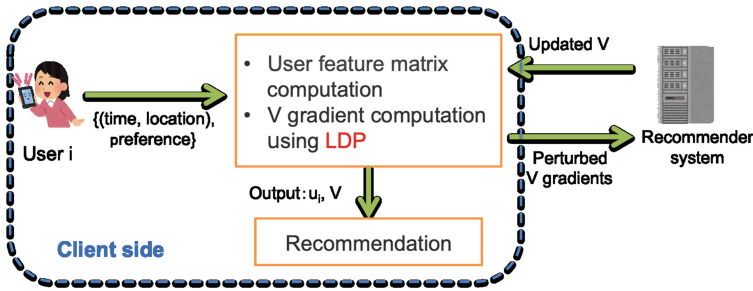 User i
{(time, location),
preference}
• User feature matrix
computation
• V gradient computation
using LDP
Updated V
Perturbed
V gradients
Recommender
system
Output: uᵢ, V
Recommendation
Client side